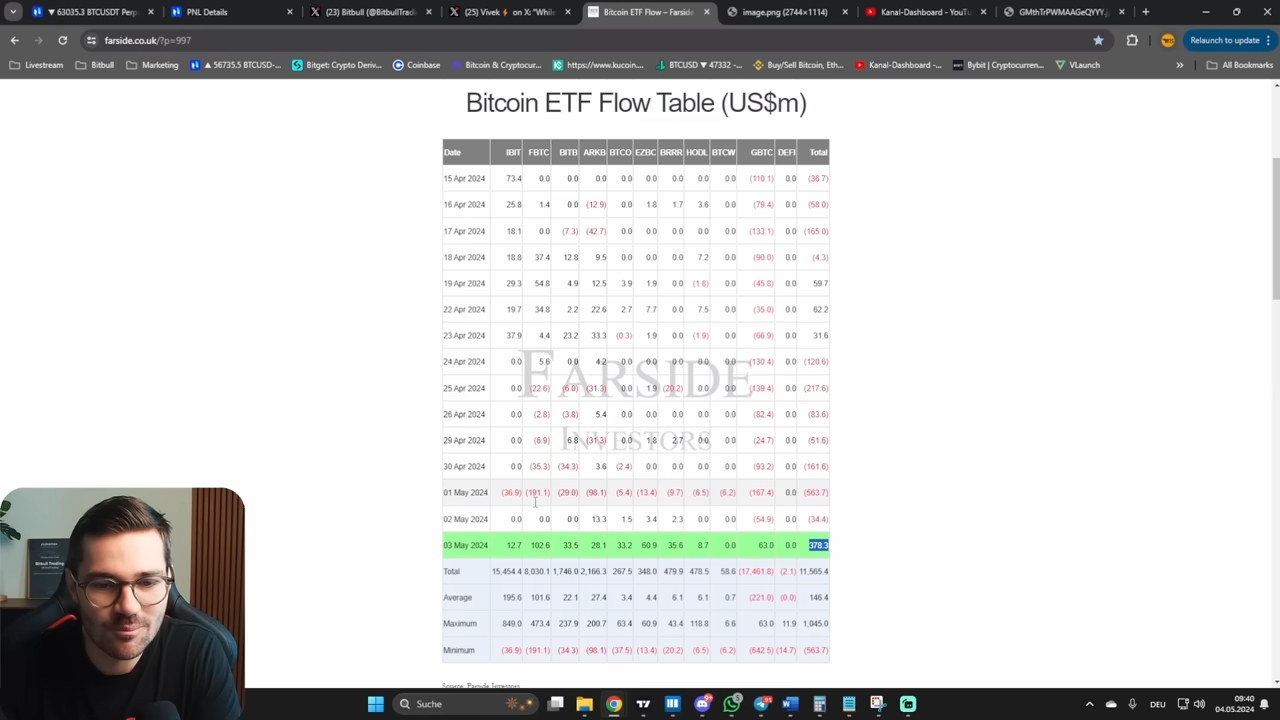 63035.3 BTCUSDT Perp
PNL Details
(23) Bitbull (@BitbullTrad
(25) Vivek ⚡ on X: "While
Bitcoin ETF Flow Table – Farside
image.png (2744×1114)
Kanal-Dashboard - YouTu
GMthTrPWMAAGeQYYY.j
farside.co.uk/?p=997
Relaunch to update
Livestream
Bitbull
Marketing
56735.5 BTCUSD-...
Bitget: Crypto Deriv...
Coinbase
Bitcoin & Cryptocur...
https://www.kucoin....
BTCUSD ▼ 47332 -...
Buy/Sell Bitcoin, Eth...
Kanal-Dashboard -...
Bybit | Cryptocurren...
VLaunch
All Bookmarks
Bitcoin ETF Flow Table (US$m)
Date IBIT FBTC BITB ARKB BTCO EZBC BRRR HODL BTCW GBTC DEFI Total
15 Apr 2024 73.4 0.0 0.0 0.0 0.0 0.0 0.0 0.0 0.0 (110.1) 0.0 (36.7)
16 Apr 2024 25.8 1.4 0.0 (12.9) 0.0 1.8 1.7 3.6 0.0 (79.4) 0.0 (58.0)
17 Apr 2024 18.1 0.0 (7.3) (42.7) 0.0 0.0 0.0 0.0 0.0 (133.1) 0.0 (165.0)
18 Apr 2024 18.8 37.4 12.8 9.5 0.0 0.0 0.0 7.2 0.0 (90.0) 0.0 (4.3)
19 Apr 2024 29.3 54.8 4.9 12.5 3.9 1.9 0.0 (1.8) 0.0 (45.8) 0.0 59.7
22 Apr 2024 19.7 34.8 2.2 22.6 2.7 7.7 0.0 7.5 0.0 (35.0) 0.0 62.2
23 Apr 2024 37.9 4.4 23.2 33.3 (0.3) 1.9 0.0 (1.9) 0.0 (66.9) 0.0 31.6
24 Apr 2024 0.0 5.6 0.0 4.2 0.0 0.0 0.0 0.0 0.0 (130.4) 0.0 (120.6)
FARSIDE
25 Apr 2024 0.0 (22.6) (6.0) (31.3) 0.0 1.9 (20.2) 0.0 0.0 (139.4) 0.0 (217.6)
26 Apr 2024 0.0 (2.8) (3.8) 5.4 0.0 0.0 0.0 0.0 0.0 (82.4) 0.0 (83.6)
29 Apr 2024 0.0 (6.9) 6.8 (31.3) 0.0 1.8 2.7 0.0 0.0 (24.7) 0.0 (51.6)
INVESTORS
30 Apr 2024 0.0 (35.3) (34.3) 3.6 (2.4) 0.0 0.0 0.0 0.0 (93.2) 0.0 (161.6)
01 May 2024 (36.9) (191.1) (29.0) (98.1) (5.4) (13.4) (9.7) (6.5) (6.2) (167.4) 0.0 (563.7)
02 May 2024 0.0 0.0 0.0 13.3 1.5 3.4 2.3 0.0 0.0 (54.9) 0.0 (34.4)
03 May 2024 12.7 102.6 33.5 28.1 33.2 60.9 35.6 8.7 0.0 63.0 0.0 378.3
Total 15,454.4 8,030.1 1,746.0 2,166.3 267.5 348.0 479.9 478.5 58.6 (17,461.8) (2.1) 11,565.4
Average 195.6 101.6 22.1 27.4 3.4 4.4 6.1 6.1 0.7 (221.0) (0.0) 146.4
Maximum 849.0 473.4 237.9 200.7 63.4 60.9 43.4 118.8 6.6 63.0 11.9 1,045.0
Minimum (36.9) (191.1) (34.3) (98.1) (37.5) (13.4) (20.2) (6.5) (6.2) (642.5) (14.7) (563.7)
Source: Farside Investors
Bitbull Trading
Suche
DEU
09:40
04.05.2024